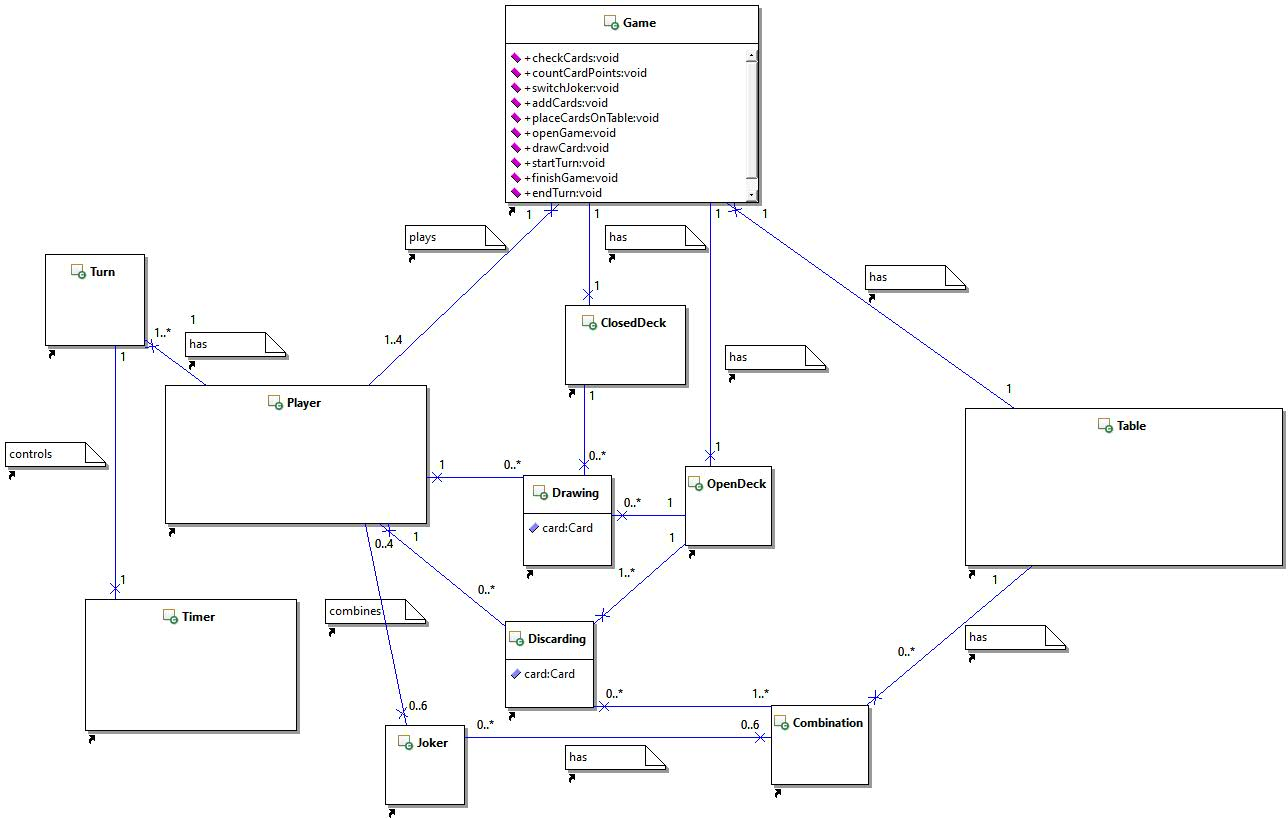 Game
+checkCards:void
+countCardPoints:void
+switchJoker:void
+addCards:void
+placeCardsOnTable:void
+openGame:void
+drawCard:void
+startTurn:void
+finishGame:void
+endTurn:void
1
1
1
1
plays
has
has
Turn
1
ClosedDeck
1
1..*
has
1..4
has
1
1
Player
1
1
Table
controls
1
0..*
0..*
1
Drawing
card:Card
0..*
1
OpenDeck
0..4
1
1
1..*
1
1
0..*
Timer
combines
Discarding
card:Card
has
0..*
0..6
0..*
1..*
Joker
0..*
0..6
Combination
has